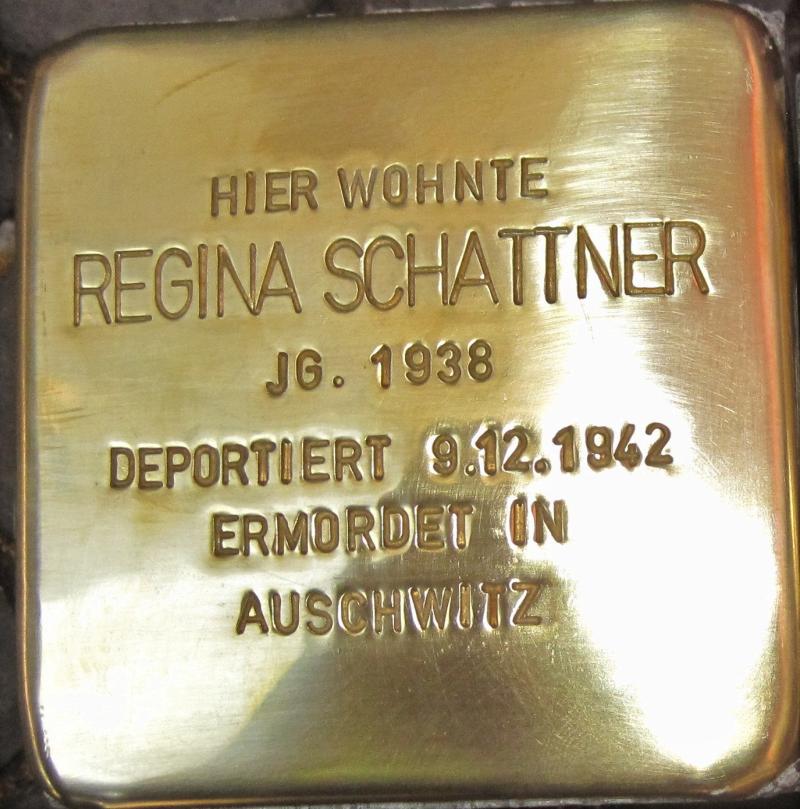 HIER WOHNTE
REGINA SCHATTNER
JG. 1938
DEPORTIERT 9.12.1942
ERMORDET IN
AUSCHWITZ